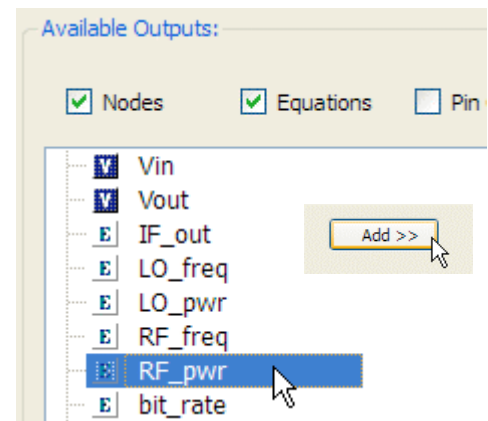 Available Outputs:
Nodes Equations Pin
V Vin
V Vout
E IF_out
Add >>
E LO_freq
E LO_pwr
E RF_freq
E RF_pwr
E bit_rate